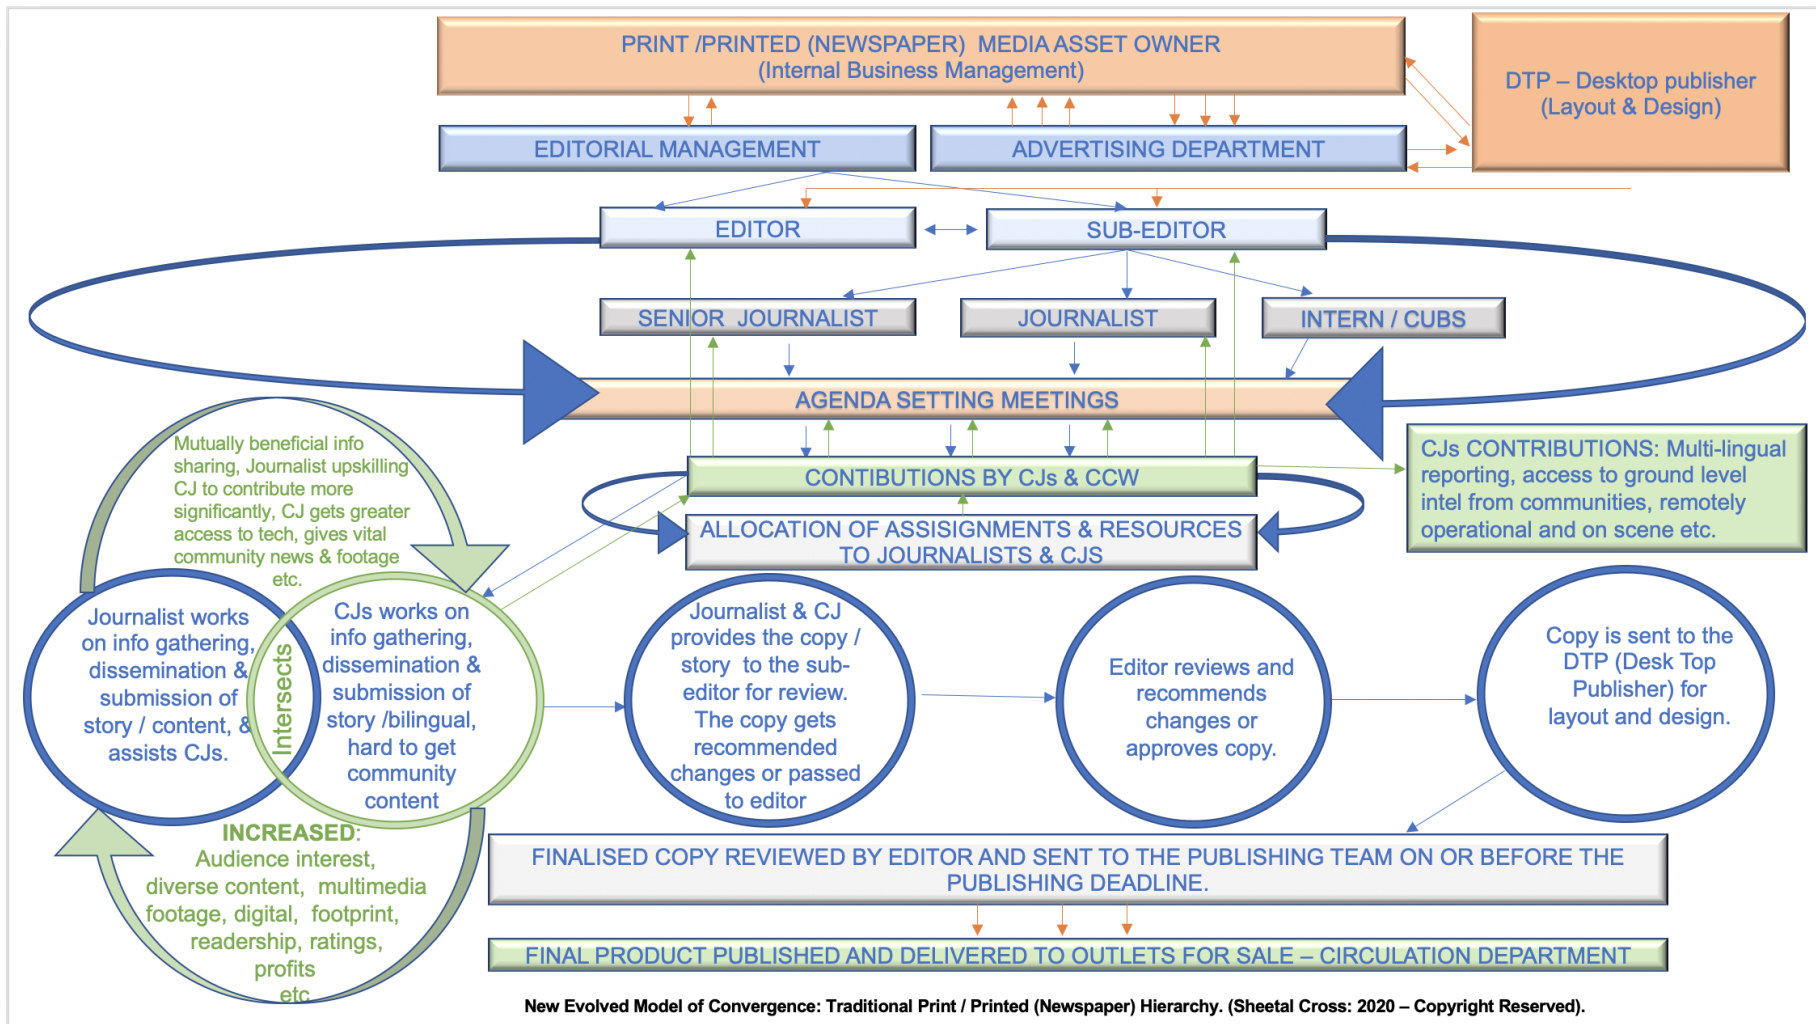 PRINT /PRINTED (NEWSPAPER)  MEDIA ASSET OWNER
(Internal Business Management)
DTP – Desktop publisher
(Layout & Design)
EDITORIAL MANAGEMENT
ADVERTISING DEPARTMENT
EDITOR
SUB-EDITOR
SENIOR  JOURNALIST
JOURNALIST
INTERN / CUBS
AGENDA SETTING MEETINGS
CONTIBUTIONS BY CJs & CCW
CJs CONTRIBUTIONS: Multi-lingual
reporting, access to ground level
intel from communities, remotely
operational and on scene etc.
ALLOCATION OF ASSISIGNMENTS & RESOURCES
TO JOURNALISTS & CJS
Mutually beneficial info
sharing, Journalist upskilling
CJ to contribute more
significantly, CJ gets greater
access to tech, gives vital
community news & footage
etc.
Journalist works
on info gathering,
dissemination &
submission of
story / content, &
assists CJs.
Intersects
CJs works on
info gathering,
dissemination &
submission of
story /bilingual,
hard to get
community
content
Journalist & CJ
provides the copy /
story  to the sub-
editor for review.
The copy gets
recommended
changes or passed
to editor
Editor reviews and
recommends
changes or
approves copy.
Copy is sent to the
DTP (Desk Top
Publisher) for
layout and design.
INCREASED:
Audience interest,
diverse content,  multimedia
footage, digital,  footprint,
readership, ratings,
profits
etc
FINALISED COPY REVIEWED BY EDITOR AND SENT TO THE PUBLISHING TEAM ON OR BEFORE THE
PUBLISHING DEADLINE.
FINAL PRODUCT PUBLISHED AND DELIVERED TO OUTLETS FOR SALE – CIRCULATION DEPARTMENT
New Evolved Model of Convergence: Traditional Print / Printed (Newspaper) Hierarchy. (Sheetal Cross: 2020 – Copyright Reserved).